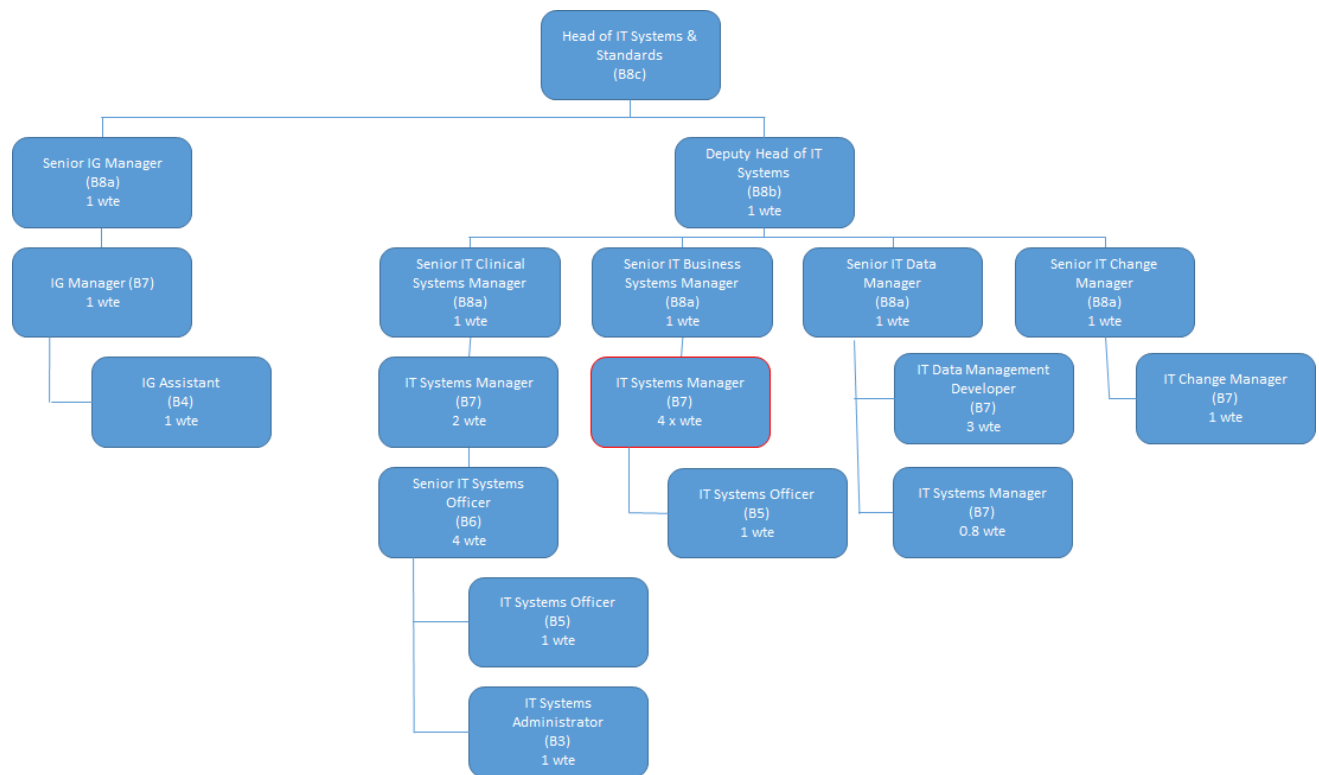 Head of IT Systems &
Standards
(B8c)
Senior IG Manager
(B8a)
1 wte
Deputy Head of IT
Systems
(B8b)
1 wte
IG Manager (B7)
1 wte
Senior IT Clinical
Systems Manager
(B8a)
1 wte
Senior IT Business
Systems Manager
(B8a)
1 wte
Senior IT Data
Manager
(B8a)
1 wte
Senior IT Change
Manager
(B8a)
1 wte
IG Assistant
(B4)
1 wte
IT Systems Manager
(B7)
2 wte
IT Systems Manager
(B7)
4 x wte
IT Data Management
Developer
(B7)
3 wte
IT Change Manager
(B7)
1 wte
Senior IT Systems
Officer
(B6)
4 wte
IT Systems Officer
(B5)
1 wte
IT Systems Manager
(B7)
0.8 wte
IT Systems Officer
(B5)
1 wte
IT Systems
Administrator
(B3)
1 wte